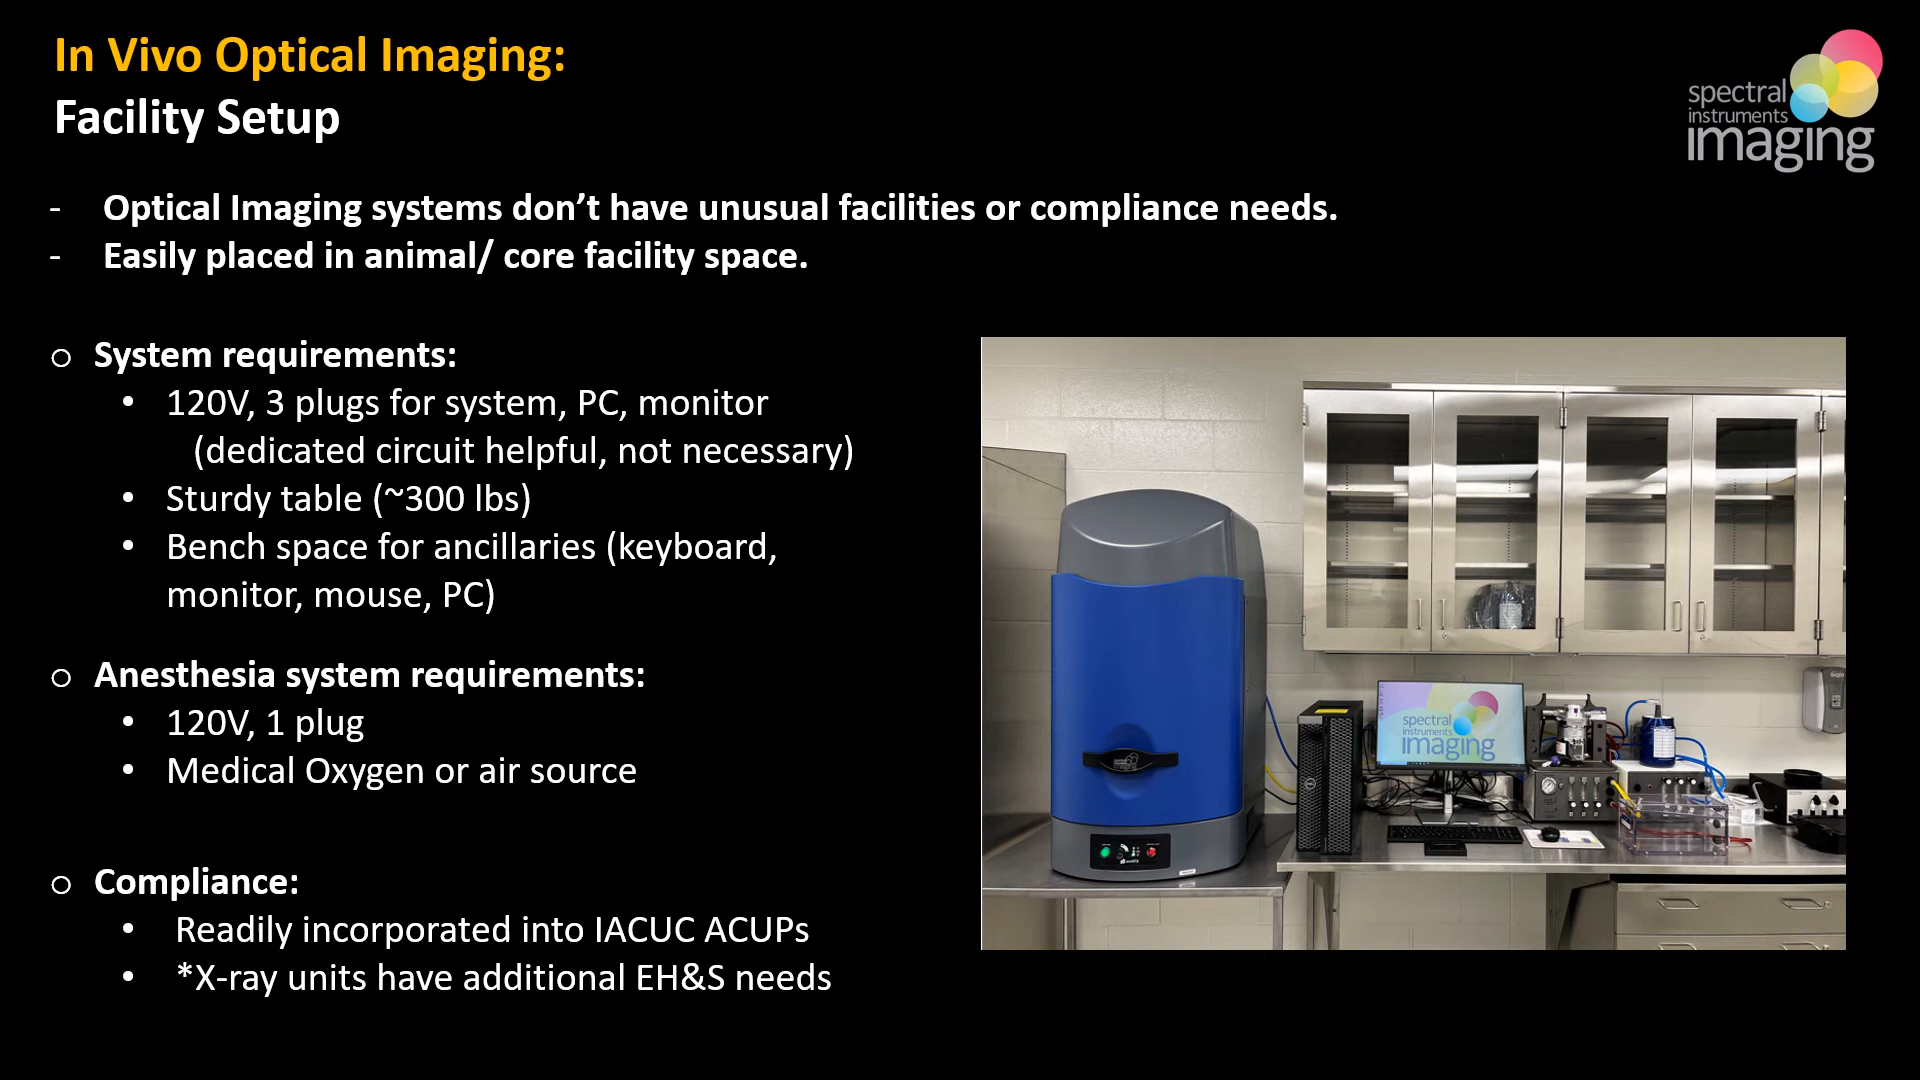 In Vivo Optical Imaging:
Facility Setup
spectral
instruments
imaging
- Optical Imaging systems don’t have unusual facilities or compliance needs.
- Easily placed in animal/ core facility space.
o System requirements:
• 120V, 3 plugs for system, PC, monitor
(dedicated circuit helpful, not necessary)
• Sturdy table (~300 lbs)
• Bench space for ancillaries (keyboard,
monitor, mouse, PC)
o Anesthesia system requirements:
• 120V, 1 plug
• Medical Oxygen or air source
o Compliance:
• Readily incorporated into IACUC ACUPs
• *X-ray units have additional EH&S needs
spectral
instruments
imaging